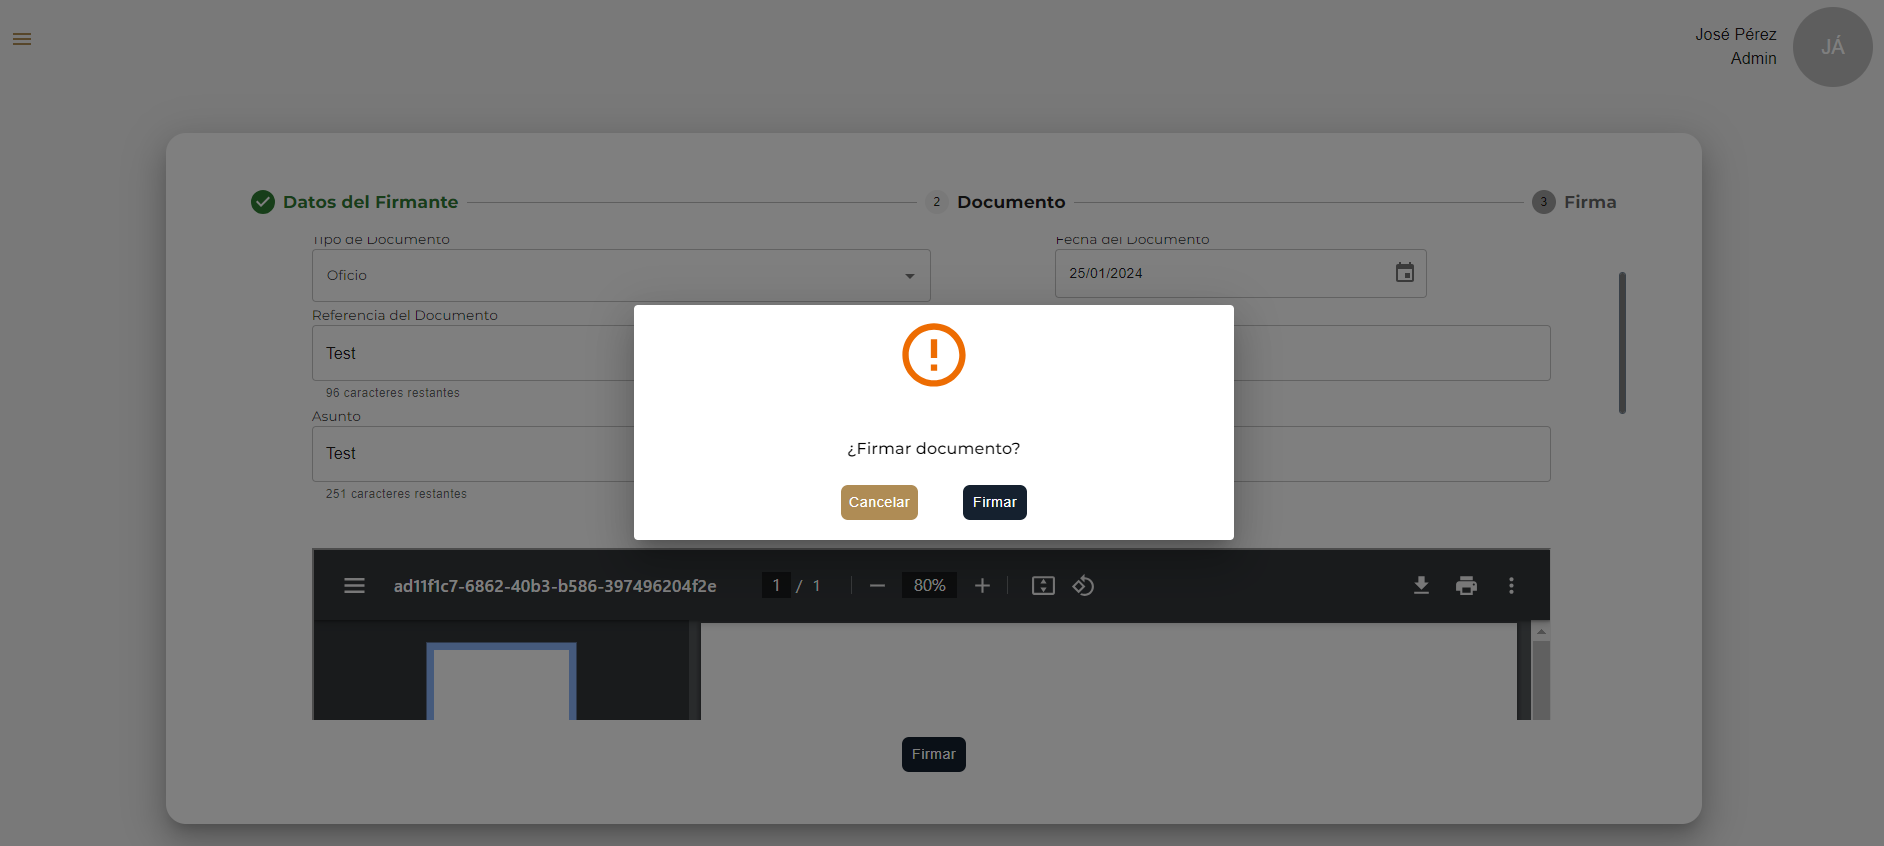 José Pérez
Admin
JÁ
Datos del Firmante
2 Documento
3 Firma
Tipo de Documento
Fecha del Documento
Oficio
25/01/2024
Referencia del Documento
Test
96 caracteres restantes
Asunto
Test
251 caracteres restantes
¿Firmar documento?
Cancelar
Firmar
ad11f1c7-6862-40b3-b586-397496204f2e
1 / 1
80%
Firmar